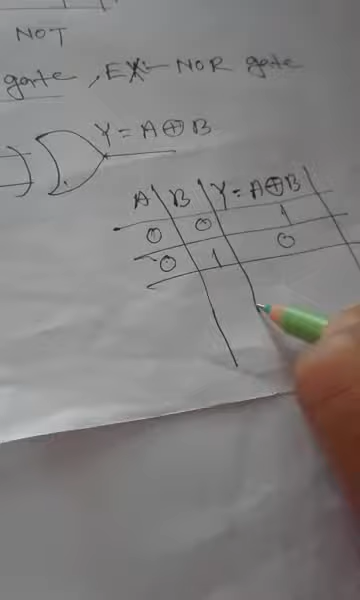 NOT
gate, EX-NOR gate
Y = A⊕B
A B Y = A⊕B
0 0 1
0 1 0